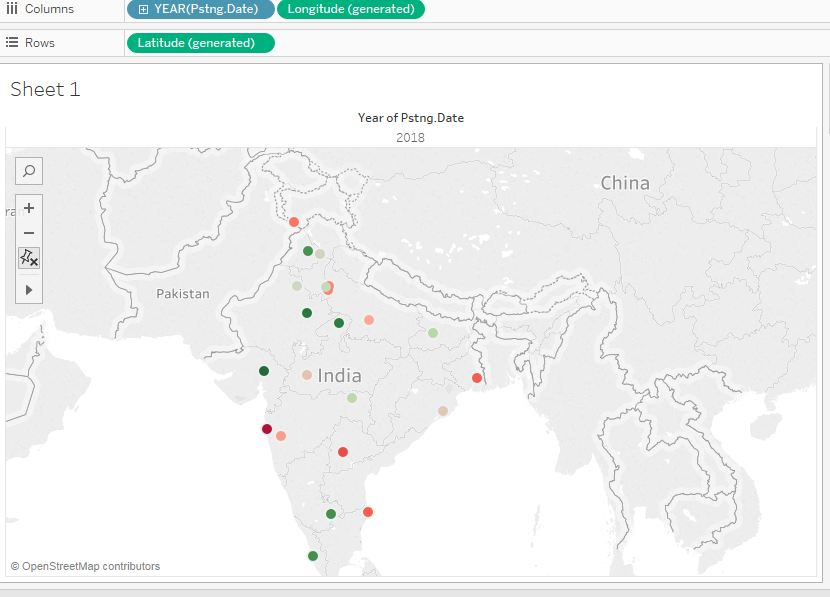 Columns
YEAR(Pstng.Date)
Longitude (generated)
Rows
Latitude (generated)
Sheet 1
Year of Pstng.Date
2018
China
Pakistan
India
© OpenStreetMap contributors